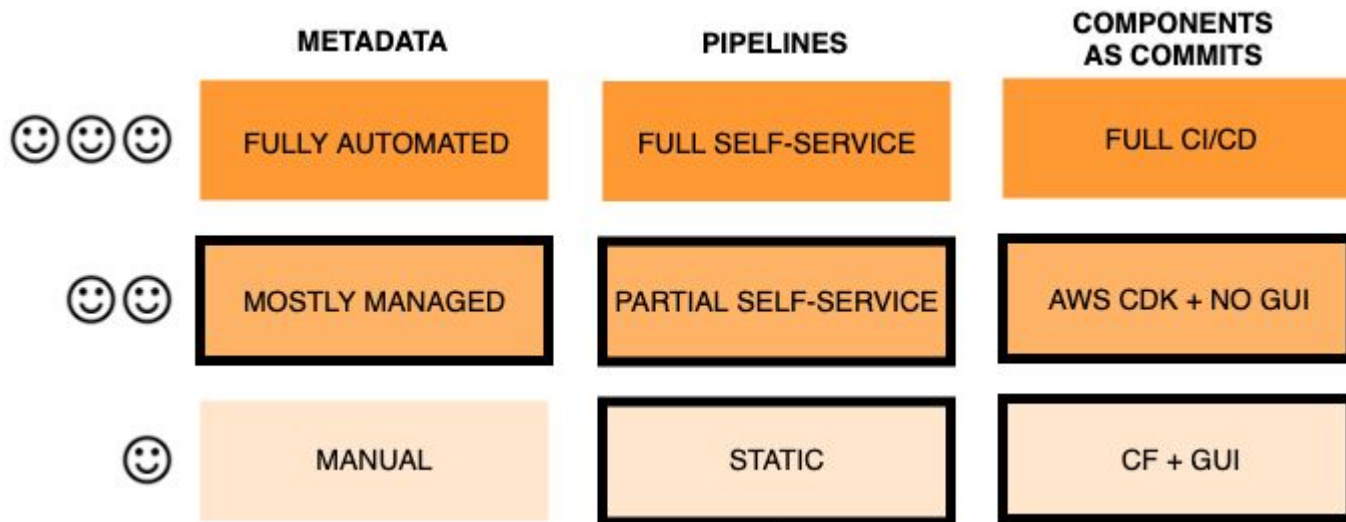 METADATA
PIPELINES
COMPONENTS
AS COMMITS
FULLY AUTOMATED
FULL SELF-SERVICE
FULL CI/CD
MOSTLY MANAGED
PARTIAL SELF-SERVICE
AWS CDK + NO GUI
MANUAL
STATIC
CF + GUI